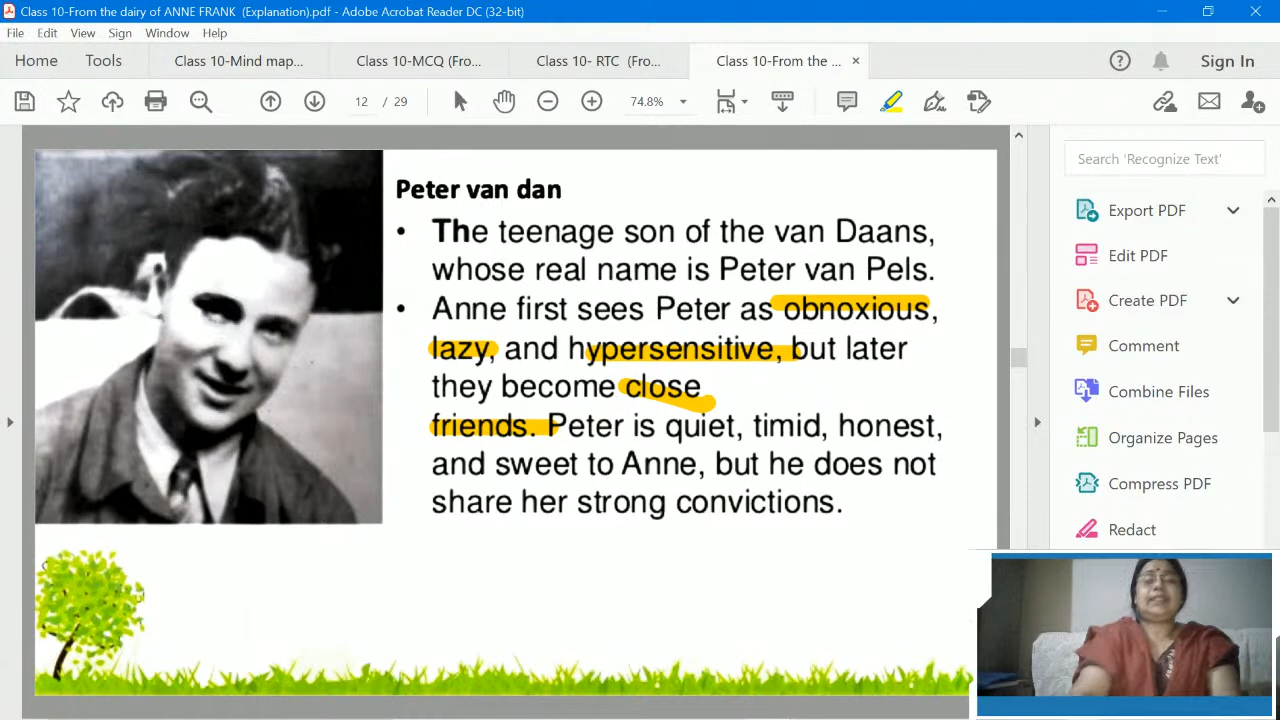 Class 10-From the dairy of ANNE FRANK (Explanation).pdf - Adobe Acrobat Reader DC (32-bit)
File Edit View Sign Window Help
Home Tools Class 10-Mind map... Class 10-MCQ (Fro... Class 10- RTC (Fro... Class 10-From the ... × Sign In
12 / 29 74.8%
Search 'Recognize Text'
Peter van dan
• The teenage son of the van Daans,
whose real name is Peter van Pels.
• Anne first sees Peter as obnoxious,
lazy, and hypersensitive, but later
they become close
friends. Peter is quiet, timid, honest,
and sweet to Anne, but he does not
share her strong convictions.
Export PDF
Edit PDF
Create PDF
Comment
Combine Files
Organize Pages
Compress PDF
Redact